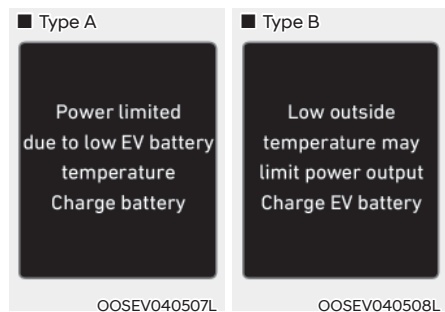 ■ Type A
Power limited
due to low EV battery
temperature
Charge battery
OOSEV040507L
■ Type B
Low outside
temperature may
limit power output
Charge EV battery
OOSEV040508L